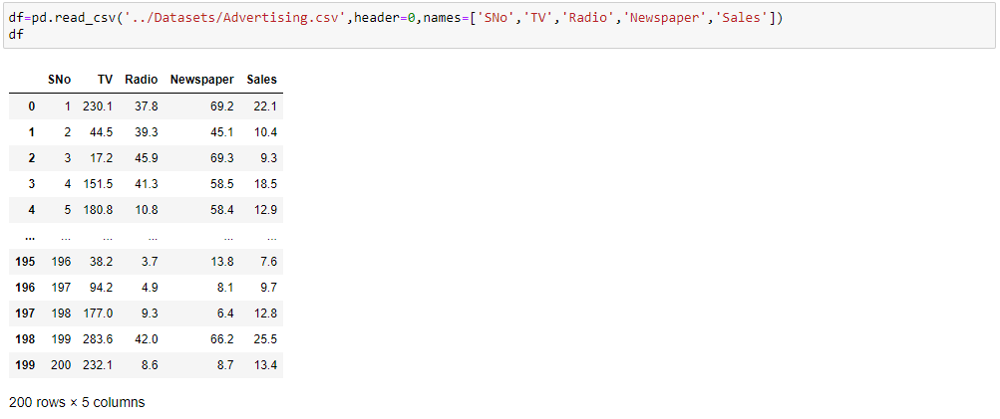 df=pd.read_csv('../Datasets/Advertising.csv',header=0,names=['SNo','TV','Radio','Newspaper','Sales'])
df
SNo TV Radio Newspaper Sales
0 1 230.1 37.8 69.2 22.1
1 2 44.5 39.3 45.1 10.4
2 3 17.2 45.9 69.3 9.3
3 4 151.5 41.3 58.5 18.5
4 5 180.8 10.8 58.4 12.9
... ... ... ... ... ...
195 196 38.2 3.7 13.8 7.6
196 197 94.2 4.9 8.1 9.7
197 198 177.0 9.3 6.4 12.8
198 199 283.6 42.0 66.2 25.5
199 200 232.1 8.6 8.7 13.4
200 rows × 5 columns